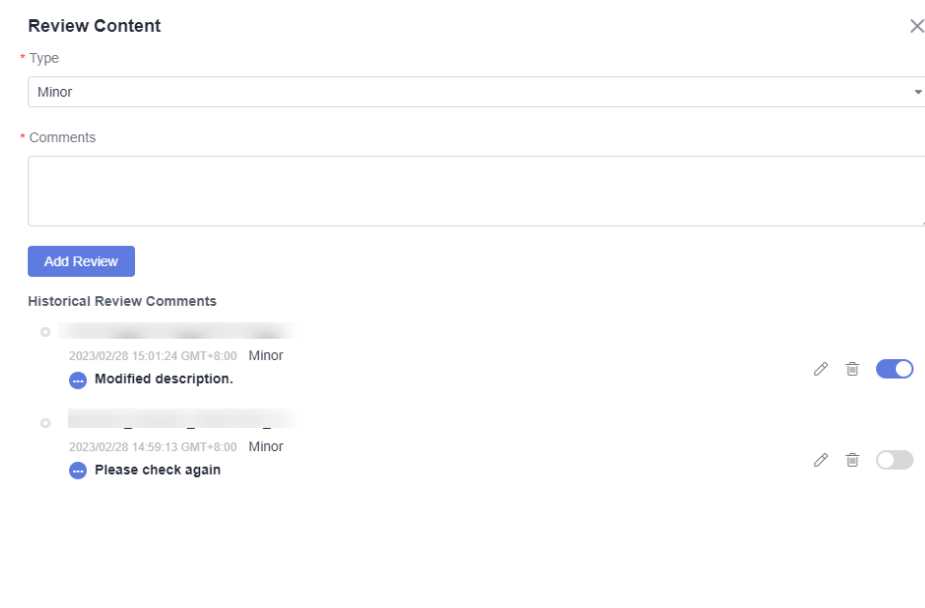 Review Content
* Type
Minor
* Comments
Add Review
Historical Review Comments
2023/02/28 15:01:24 GMT+8:00 Minor
Modified description.
2023/02/28 14:59:13 GMT+8:00 Minor
Please check again